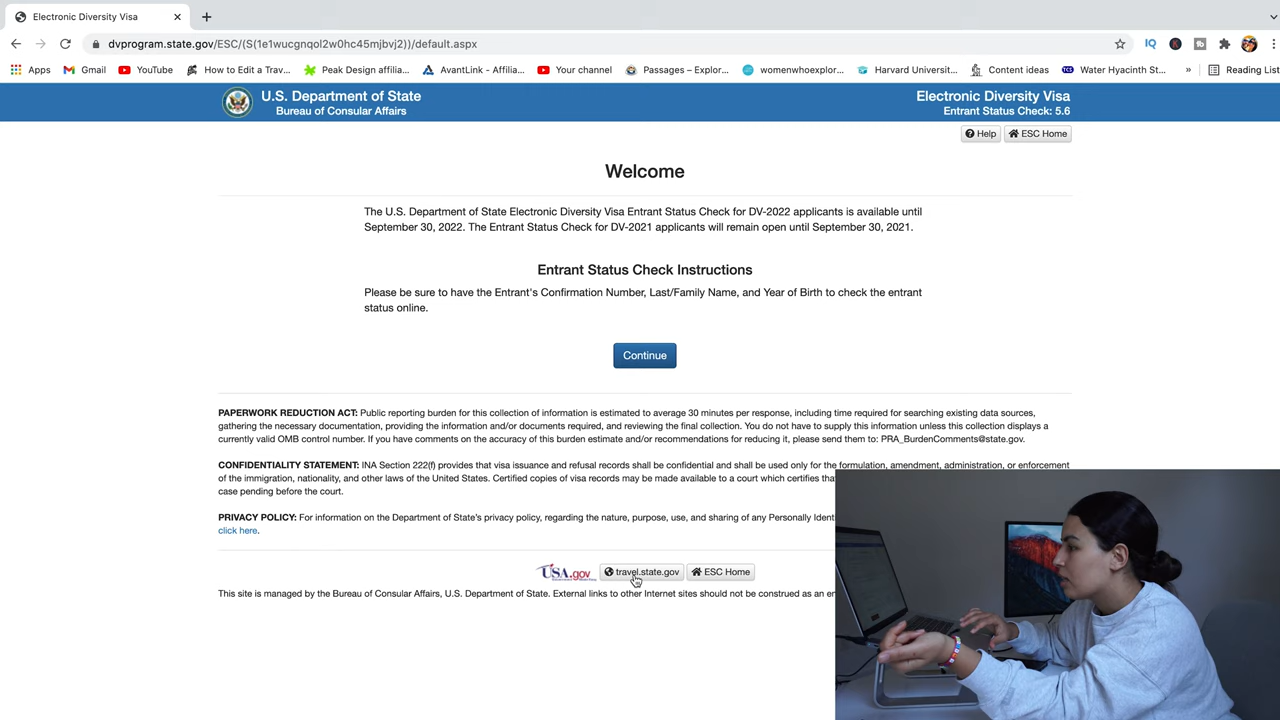 Electronic Diversity Visa
dvprogram.state.gov/ESC/(S(1e1wucgnqol2w0hc45mjbvj2))/default.aspx
IQ
Apps Gmail YouTube How to Edit a Trav... Peak Design affilia... AvantLink - Affilia... Your channel Passages – Explor... womenwhoexplor... Harvard Universit... Content ideas TCS Water Hyacinth St... » Reading List
U.S. Department of State
Bureau of Consular Affairs
Electronic Diversity Visa
Entrant Status Check: 5.6
Help ESC Home
Welcome
The U.S. Department of State Electronic Diversity Visa Entrant Status Check for DV-2022 applicants is available until
September 30, 2022. The Entrant Status Check for DV-2021 applicants will remain open until September 30, 2021.
Entrant Status Check Instructions
Please be sure to have the Entrant's Confirmation Number, Last/Family Name, and Year of Birth to check the entrant
status online.
Continue
PAPERWORK REDUCTION ACT: Public reporting burden for this collection of information is estimated to average 30 minutes per response, including time required for searching existing data sources,
gathering the necessary documentation, providing the information and/or documents required, and reviewing the final collection. You do not have to supply this information unless this collection displays a
currently valid OMB control number. If you have comments on the accuracy of this burden estimate and/or recommendations for reducing it, please send them to: PRA_BurdenComments@state.gov.
CONFIDENTIALITY STATEMENT: INA Section 222(f) provides that visa issuance and refusal records shall be confidential and shall be used only for the formulation, amendment, administration, or enforcement
of the immigration, nationality, and other laws of the United States. Certified copies of visa records may be made available to a court which certifies
case pending before the court.
PRIVACY POLICY: For information on the Department of State's privacy policy, regarding the nature, purpose, use, and sharing of any Personally
click here.
USA.gov travel.state.gov ESC Home
This site is managed by the Bureau of Consular Affairs, U.S. Department of State. External links to other Internet sites should not be construed as an